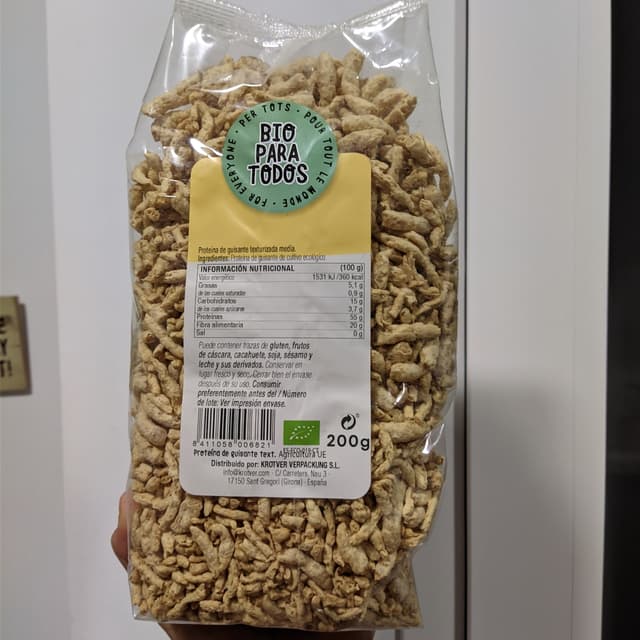 PER TOTS · POUR TOUT LE MONDE · FOR EVERYONE ·
BIO
PARA
TODOS
Proteína de guisante texturizada media.
Ingredientes: Proteína de guisante de cultivo ecológico
INFORMACIÓN NUTRICIONAL (100 g)
Valor energético 1531 kJ /360 kcal
Grasas 5,1 g
de las cuales saturadas 0,9 g
Carbohidratos 15 g
de los cuales azúcares 3,7 g
Proteínas 55 g
Fibra alimentaria 20 g
Sal 0 g
Puede contener trazas de gluten, frutos
de cáscara, cacahuete, soja, sésamo y
leche y sus derivados. Conservar en
lugar fresco y seco. Cerrar bien el envase
después de su uso. Consumir
preferentemente antes del / Número
de lote: Ver impresión envase.
8 411058 006821
ES-ECO-019-CT
200g
Proteína de guisante text. Agricultura UE
Distribuido por: KROTVER VERPACKUNG S.L.
info@krotver.com · C/ Carreters, Nau 3 ·
17150 Sant Gregori (Girona) · España
E
Y
T!